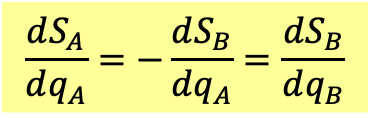 dS_A/dq_A = − dS_B/dq_A = dS_B/dq_B